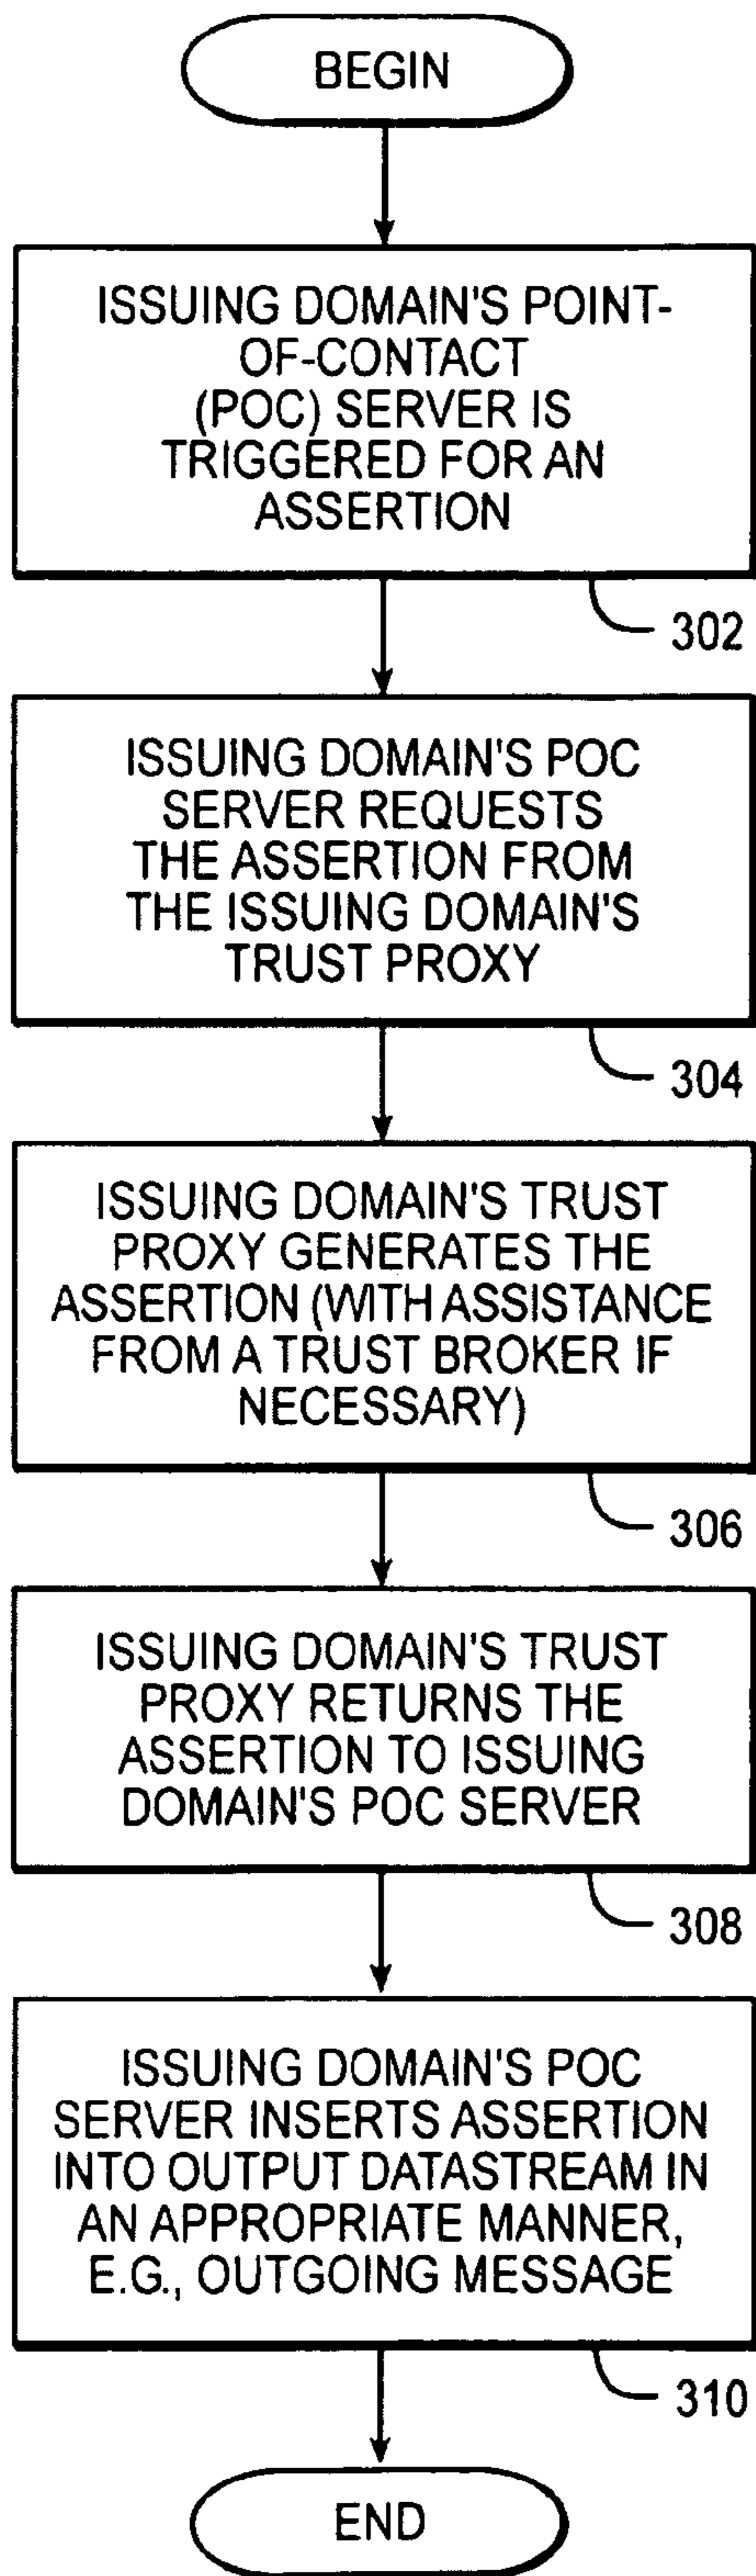 BEGIN
ISSUING DOMAIN'S POINT-
OF-CONTACT
(POC) SERVER IS
TRIGGERED FOR AN
ASSERTION
302
ISSUING DOMAIN'S POC
SERVER REQUESTS
THE ASSERTION FROM
THE ISSUING DOMAIN'S
TRUST PROXY
304
ISSUING DOMAIN'S TRUST
PROXY GENERATES THE
ASSERTION (WITH ASSISTANCE
FROM A TRUST BROKER IF
NECESSARY)
306
ISSUING DOMAIN'S TRUST
PROXY RETURNS THE
ASSERTION TO ISSUING
DOMAIN'S POC SERVER
308
ISSUING DOMAIN'S POC
SERVER INSERTS ASSERTION
INTO OUTPUT DATASTREAM IN
AN APPROPRIATE MANNER,
E.G., OUTGOING MESSAGE
310
END